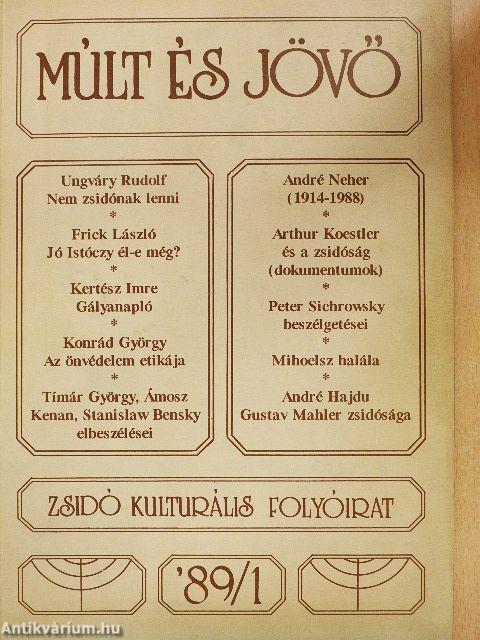 MÚLT ÉS JÖVŐ
Ungváry Rudolf
Nem zsidónak lenni
*
Frick László
Jó Istóczy él-e még?
*
Kertész Imre
Gályanapló
*
Konrád György
Az önvédelem etikája
*
Tímár György, Ámosz
Kenan, Stanislaw Bensky
elbeszélései
André Neher
(1914-1988)
*
Arthur Koestler
és a zsidóság
(dokumentumok)
*
Peter Sichrowsky
beszélgetései
*
Mihoelsz halála
*
André Hajdu
Gustav Mahler zsidósága
ZSIDÓ KULTURÁLIS FOLYÓIRAT
'89/1
Antikvárium.hu